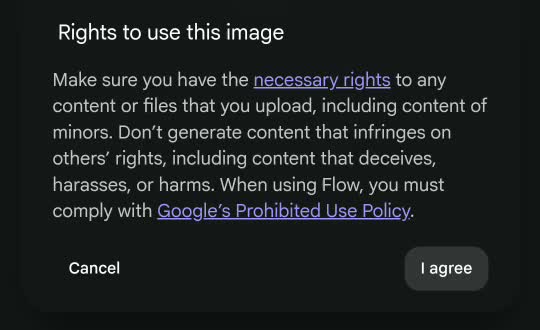 Rights to use this image
Make sure you have the necessary rights to any
content or files that you upload, including content of
minors. Don’t generate content that infringes on
others’ rights, including content that deceives,
harasses, or harms. When using Flow, you must
comply with Google’s Prohibited Use Policy.
Cancel
I agree